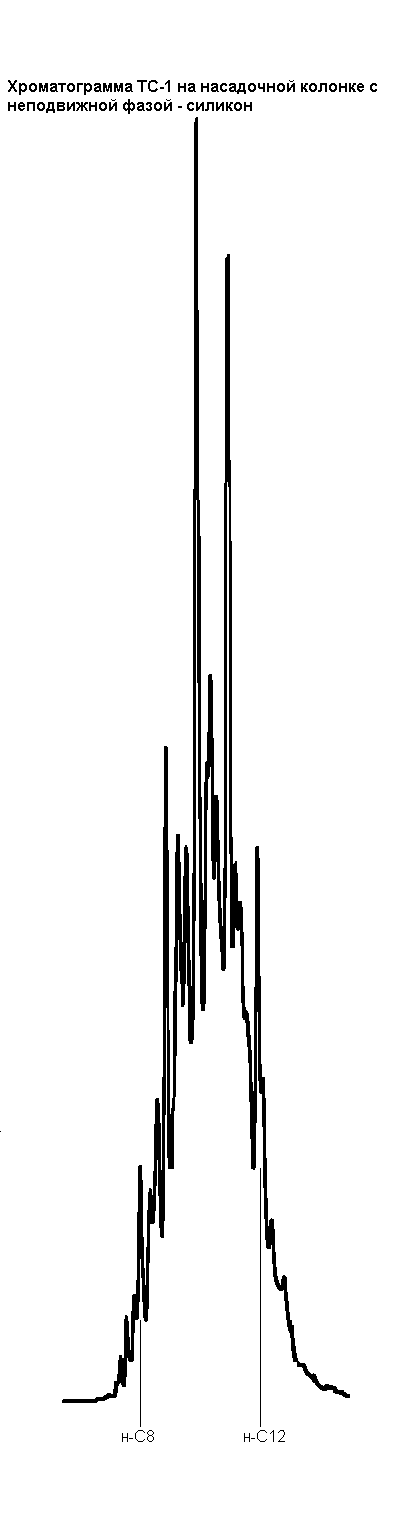 Хроматограмма ТС-1 на насадочной колонке с
неподвижной фазой - силикон
н-С8 н-С12